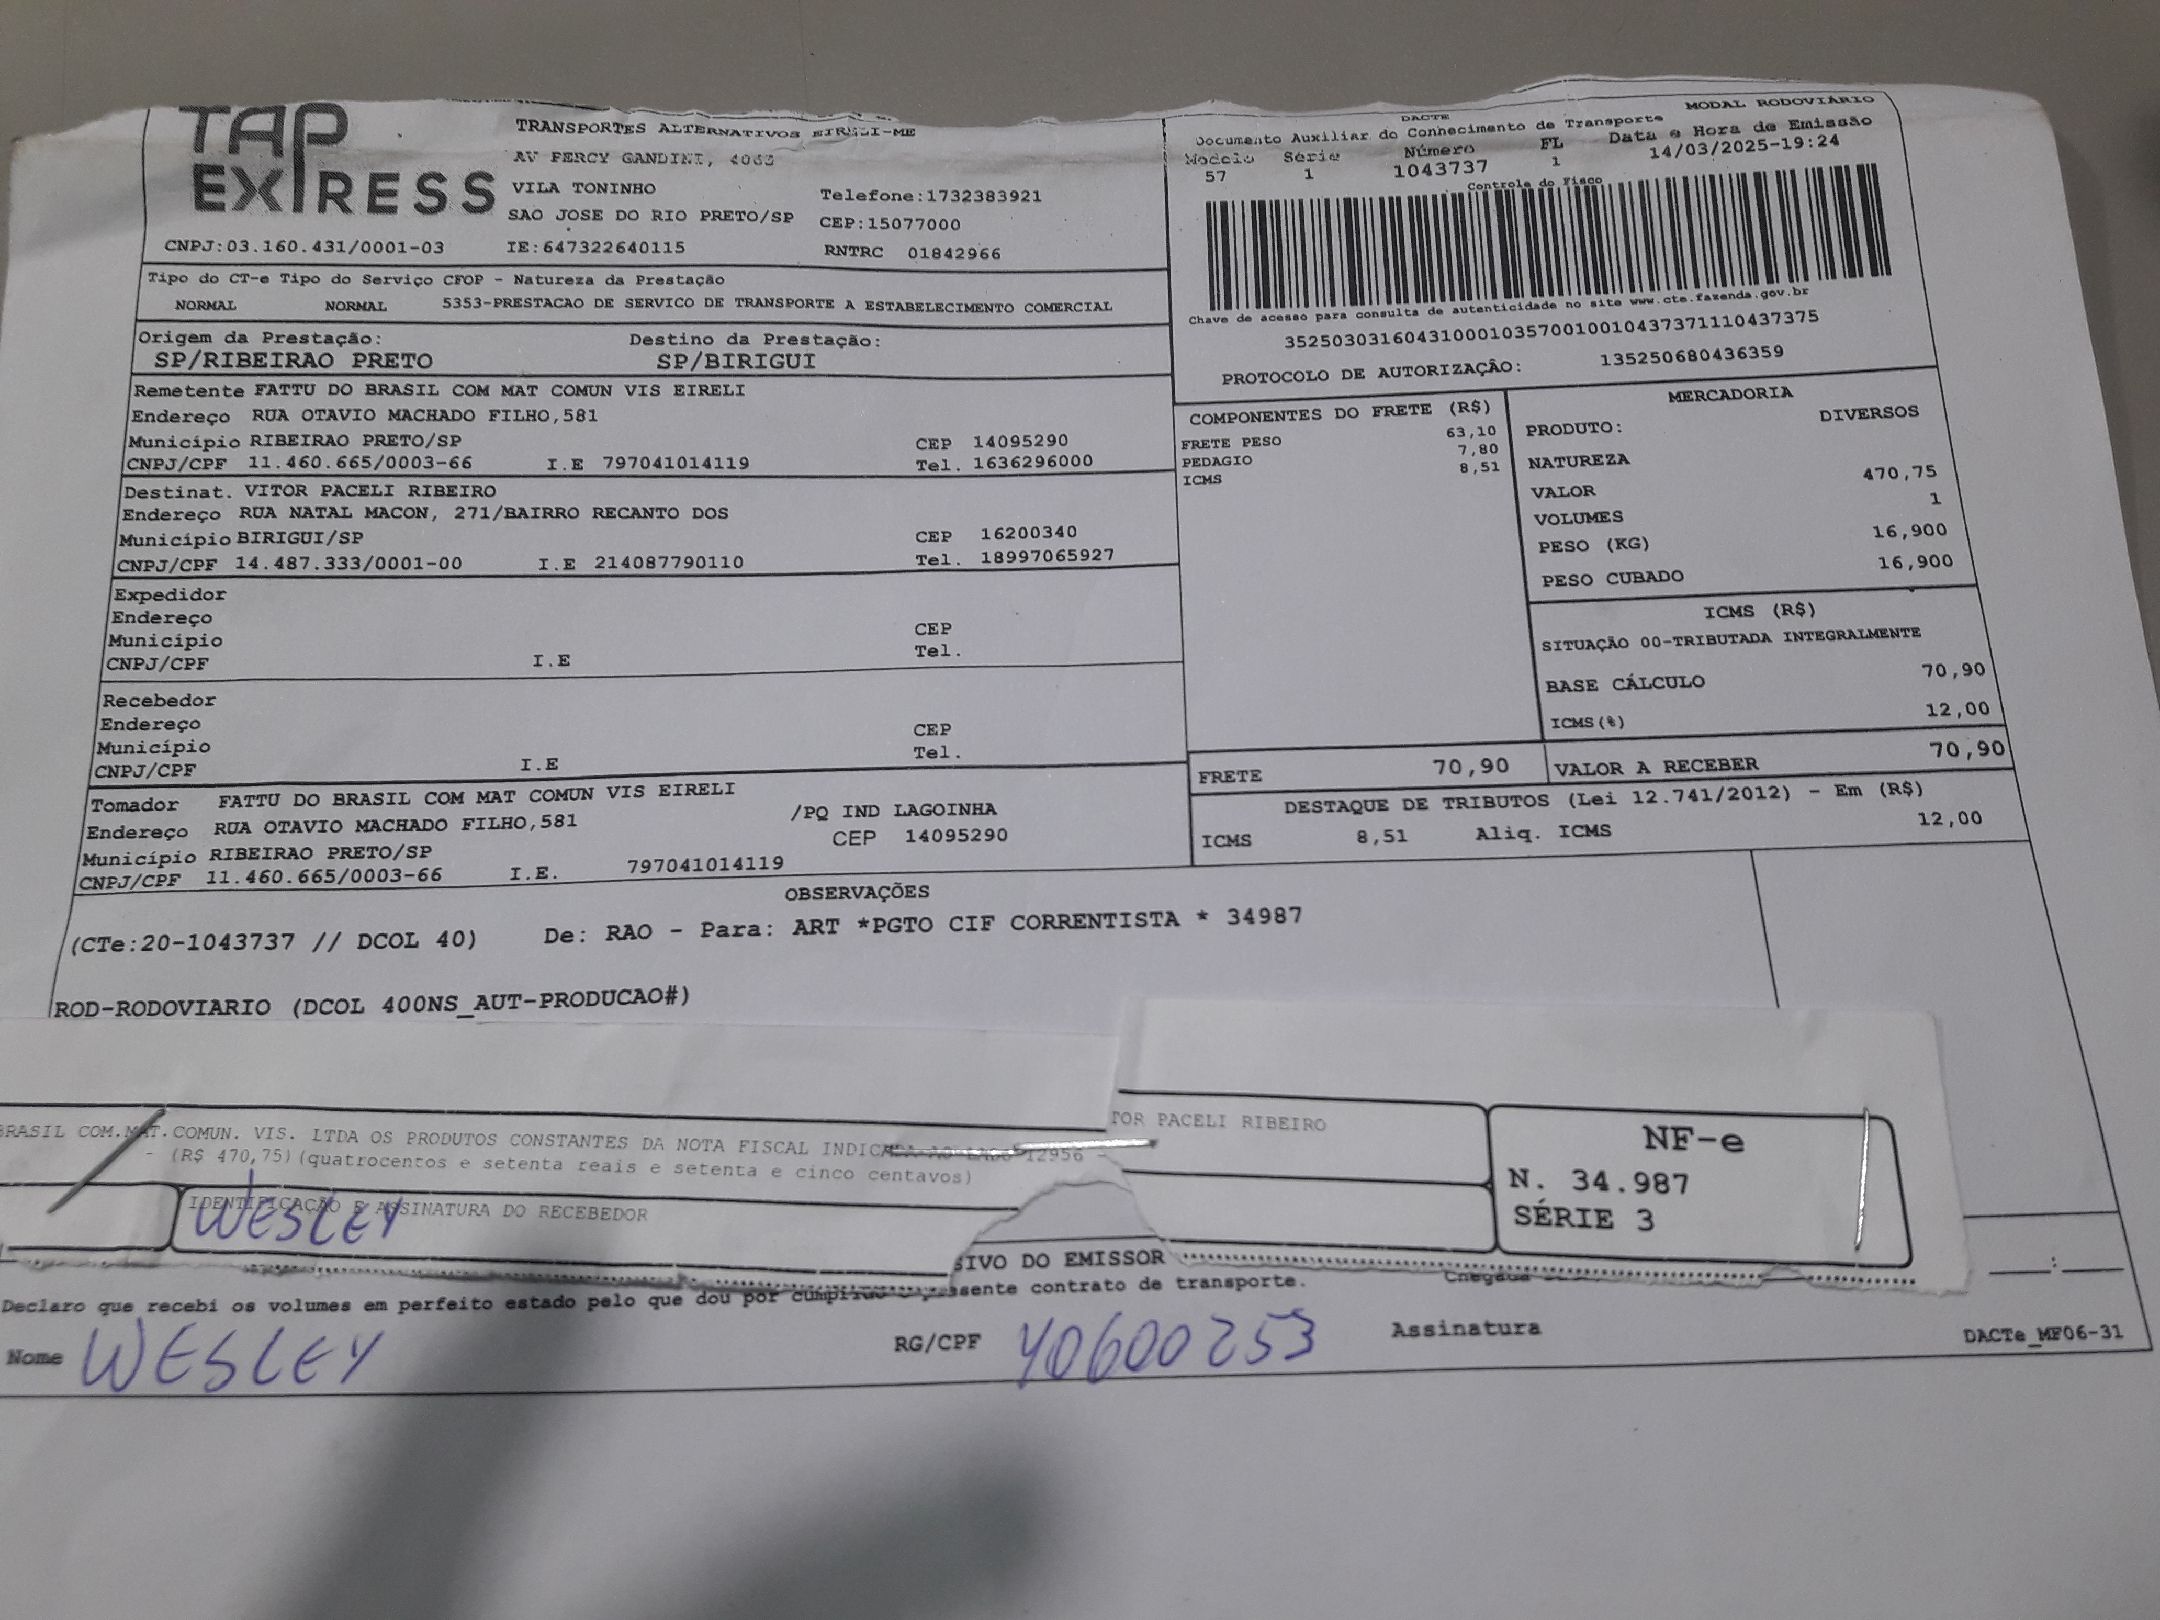 TAP
EXPRESS
TRANSPORTES ALTERNATIVOS EIRELI-ME
AV PERCY GANDINI, 4065
VILA TONINHO
SAO JOSE DO RIO PRETO/SP
Telefone:1732383921
CEP:15077000
CNPJ:03.160.431/0001-03 IE:647322640115 RNTRC 01842966
DACTE MODAL RODOVIÁRIO
Documento Auxiliar do Conhecimento de Transporte
Modelo Série Número FL Data e Hora de Emissão
57 1 1043737 1 14/03/2025-19:24
Controle do Fisco
Chave de acesso para consulta de autenticidade no site www.cte.fazenda.gov.br
35250303160431000103570010010437371110437375
PROTOCOLO DE AUTORIZAÇÂO: 135250680436359
Tipo do CT-e Tipo do Serviço CFOP - Natureza da Prestação
NORMAL NORMAL 5353-PRESTACAO DE SERVICO DE TRANSPORTE A ESTABELECIMENTO COMERCIAL
Origem da Prestação: Destino da Prestação:
SP/RIBEIRAO PRETO SP/BIRIGUI
Remetente FATTU DO BRASIL COM MAT COMUN VIS EIRELI
Endereço RUA OTAVIO MACHADO FILHO,581
Município RIBEIRAO PRETO/SP CEP 14095290
CNPJ/CPF 11.460.665/0003-66 I.E 797041014119 Tel. 1636296000
Destinat. VITOR PACELI RIBEIRO
Endereço RUA NATAL MACON, 271/BAIRRO RECANTO DOS
Município BIRIGUI/SP CEP 16200340
CNPJ/CPF 14.487.333/0001-00 I.E 214087790110 Tel. 18997065927
Expedidor
Endereço
Município CEP
CNPJ/CPF I.E Tel.
Recebedor
Endereço
Município CEP
CNPJ/CPF I.E Tel.
Tomador FATTU DO BRASIL COM MAT COMUN VIS EIRELI
Endereço RUA OTAVIO MACHADO FILHO,581 /PQ IND LAGOINHA
Município RIBEIRAO PRETO/SP CEP 14095290
CNPJ/CPF 11.460.665/0003-66 I.E. 797041014119
COMPONENTES DO FRETE (R$)
FRETE PESO 63,10
PEDAGIO 7,80
ICMS 8,51
MERCADORIA
PRODUTO: DIVERSOS
NATUREZA
VALOR 470,75
VOLUMES 1
PESO (KG) 16,900
PESO CUBADO 16,900
ICMS (R$)
SITUAÇÃO 00-TRIBUTADA INTEGRALMENTE
BASE CÁLCULO 70,90
ICMS(%) 12,00
FRETE 70,90 VALOR A RECEBER 70,90
DESTAQUE DE TRIBUTOS (Lei 12.741/2012) - Em (R$)
ICMS 8,51 Aliq. ICMS 12,00
OBSERVAÇÕES
(CTe:20-1043737 // DCOL 40) De: RAO - Para: ART *PGTO CIF CORRENTISTA * 34987
ROD-RODOVIARIO (DCOL 400NS_AUT-PRODUCAO#)
BRASIL COM.MAT.COMUN. VIS. LTDA OS PRODUTOS CONSTANTES DA NOTA FISCAL INDICADA AO LADO 12956 -
- (R$ 470,75)(quatrocentos e setenta reais e setenta e cinco centavos)
TOR PACELI RIBEIRO
IDENTIFICAÇÃO E ASSINATURA DO RECEBEDOR
WESLEY
NF-e
N. 34.987
SÉRIE 3
SIVO DO EMISSOR
Declaro que recebi os volumes em perfeito estado pelo que dou por cumprido o presente contrato de transporte.
Chegada
Nome WESLEY RG/CPF 40600253 Assinatura
DACTe_MF06-31